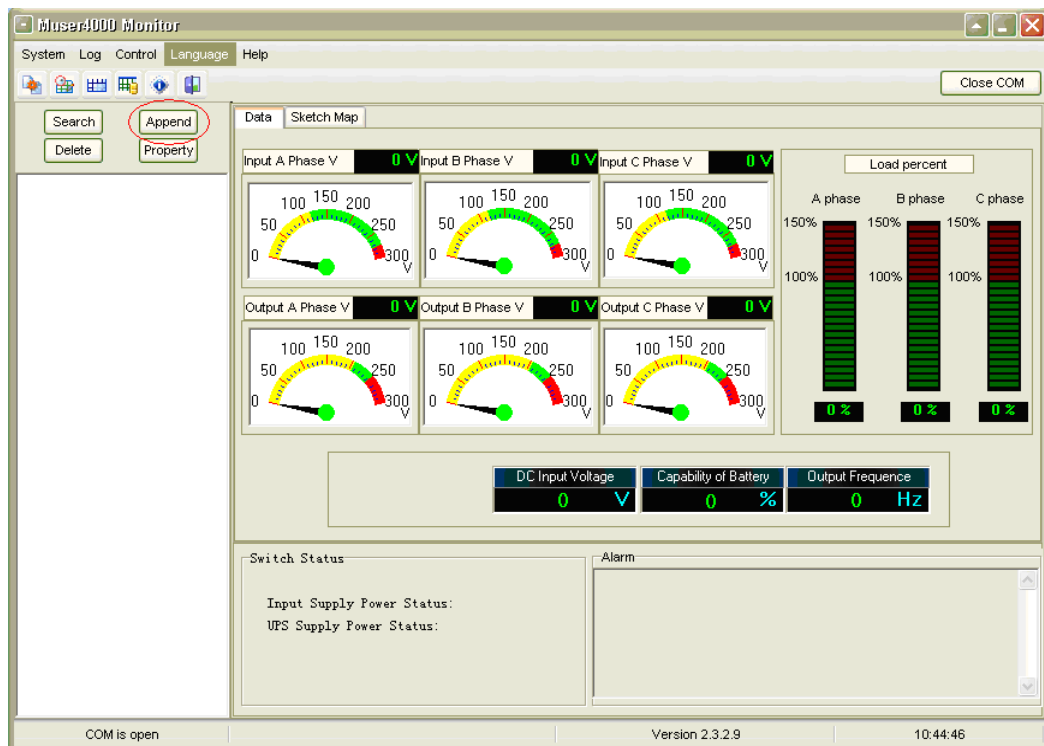 Muser4000 Monitor
System Log Control Language Help
Close COM
Search Append
Delete Property
Data Sketch Map
Input A Phase V 0 V Input B Phase V 0 V Input C Phase V 0 V
0 50 100 150 200 250 300 V
0 50 100 150 200 250 300 V
0 50 100 150 200 250 300 V
Output A Phase V 0 V Output B Phase V 0 V Output C Phase V 0 V
0 50 100 150 200 250 300 V
0 50 100 150 200 250 300 V
0 50 100 150 200 250 300 V
Load percent
A phase B phase C phase
150% 150% 150%
100% 100% 100%
0 % 0 % 0 %
DC Input Voltage Capability of Battery Output Frequence
0 V 0 % 0 Hz
Switch Status
Input Supply Power Status:
UPS Supply Power Status:
Alarm
COM is open Version 2.3.2.9 10:44:46